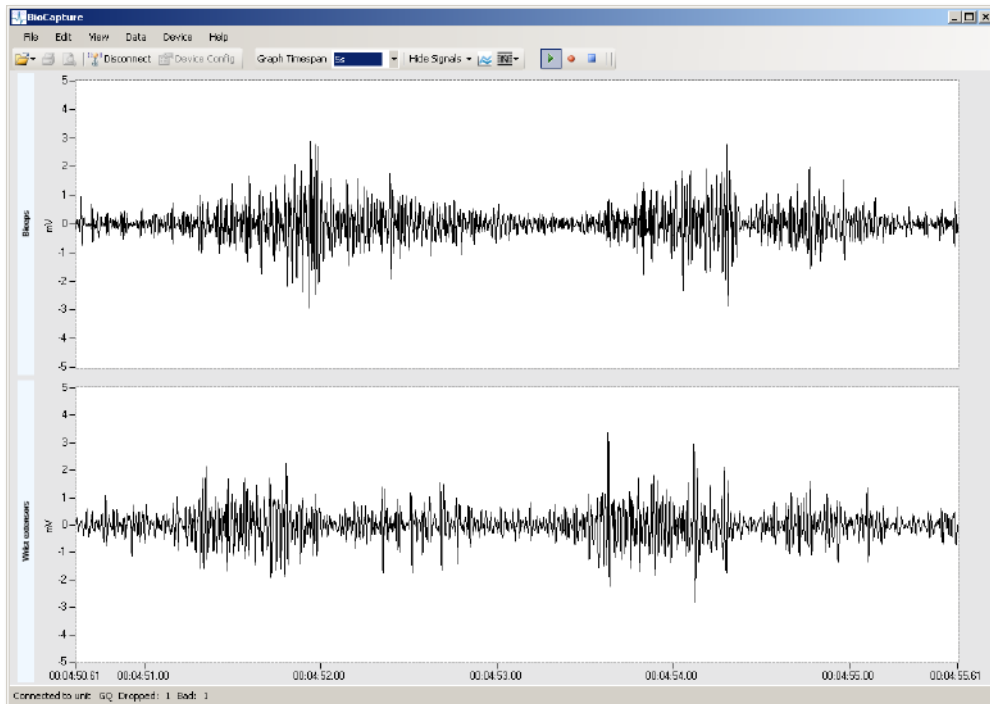 BioCapture
File Edit View Data Device Help
Disconnect Device Config Graph Timespan 5s Hide Signals
5
4
3
2
1
0
-1
-2
-3
-4
-5
mV
Biceps
5
4
3
2
1
0
-1
-2
-3
-4
-5
mV
Wrist extensors
00:04:50.61 00:04:51.00 00:04:52.00 00:04:53.00 00:04:54.00 00:04:55.00 00:04:55.61
Connected to unit GQ Dropped: 1 Bad: 1